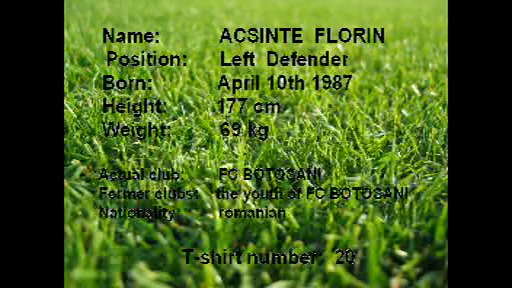 Name: ACSINTE FLORIN
Position: Left Defender
Born: April 10th 1987
Height: 177 cm
Weight: 69 kg
Actual club: FC BOTOSANI
Former clubs: the youth of FC BOTOSANI
Nationality: romanian
T-shirt number: 20